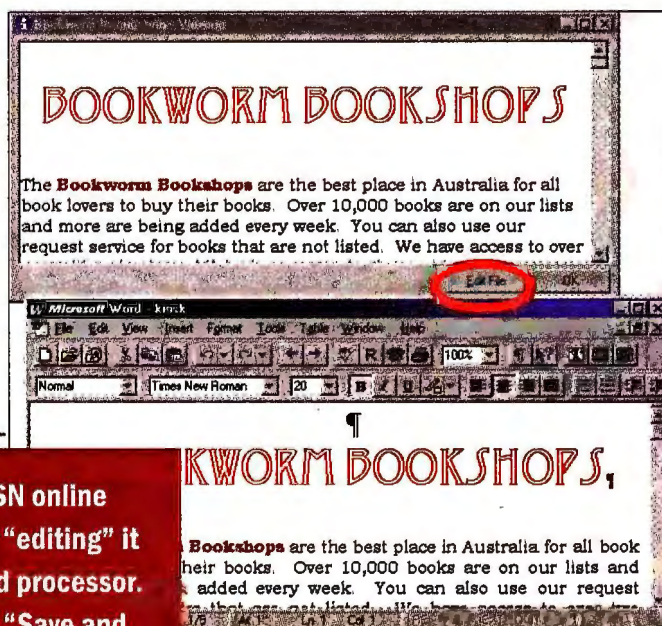 BOOKWORM BOOKSHOPS
The Bookworm Bookshops are the best place in Australia for all
book lovers to buy their books. Over 10,000 books are on our lists
and more are being added every week. You can also use our
request service for books that are not listed. We have access to over
Edit File OK
Microsoft Word - kiosk
File Edit View Insert Format Tools Table Window Help
100%
Normal Times New Roman 20 B I U
¶
KWORM BOOKSHOPS¶
Bookshops are the best place in Australia for all book
heir books. Over 10,000 books are on our lists and
added every week. You can also use our request
SN online
"editing" it
d processor.
"Save and